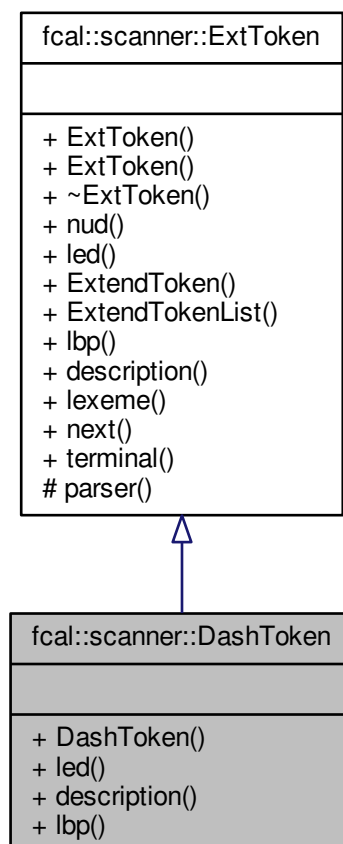 fcal::scanner::ExtToken
+ ExtToken()
+ ExtToken()
+ ~ExtToken()
+ nud()
+ led()
+ ExtendToken()
+ ExtendTokenList()
+ lbp()
+ description()
+ lexeme()
+ next()
+ terminal()
# parser()
fcal::scanner::DashToken
+ DashToken()
+ led()
+ description()
+ lbp()